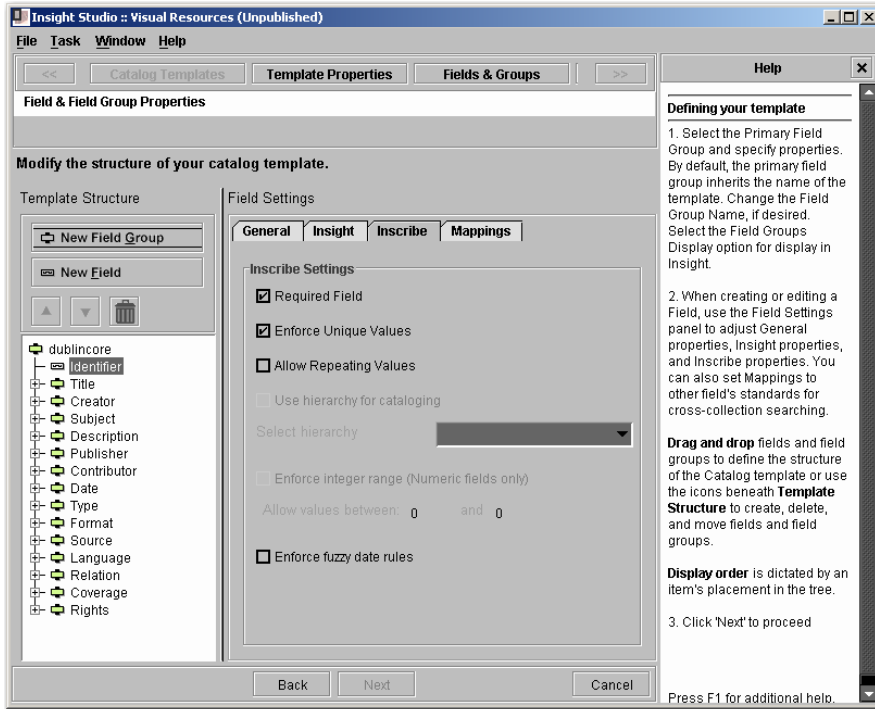 Insight Studio :: Visual Resources (Unpublished)
File Task Window Help
<< Catalog Templates Template Properties Fields & Groups >>
Field & Field Group Properties
Modify the structure of your catalog template.
Template Structure
New Field Group
New Field
dublincore
Identifier
Title
Creator
Subject
Description
Publisher
Contributor
Date
Type
Format
Source
Language
Relation
Coverage
Rights
Field Settings
General Insight Inscribe Mappings
Inscribe Settings
Required Field
Enforce Unique Values
Allow Repeating Values
Use hierarchy for cataloging
Select hierarchy
Enforce integer range (Numeric fields only)
Allow values between: 0 and 0
Enforce fuzzy date rules
Back Next Cancel
Help
Defining your template
1. Select the Primary Field
Group and specify properties.
By default, the primary field
group inherits the name of the
template. Change the Field
Group Name, if desired.
Select the Field Groups
Display option for display in
Insight.
2. When creating or editing a
Field, use the Field Settings
panel to adjust General
properties, Insight properties,
and Inscribe properties. You
can also set Mappings to
other field's standards for
cross-collection searching.
Drag and drop fields and field
groups to define the structure
of the Catalog template or use
the icons beneath Template
Structure to create, delete,
and move fields and field
groups.
Display order is dictated by an
item's placement in the tree.
3. Click 'Next' to proceed
Press F1 for additional help.